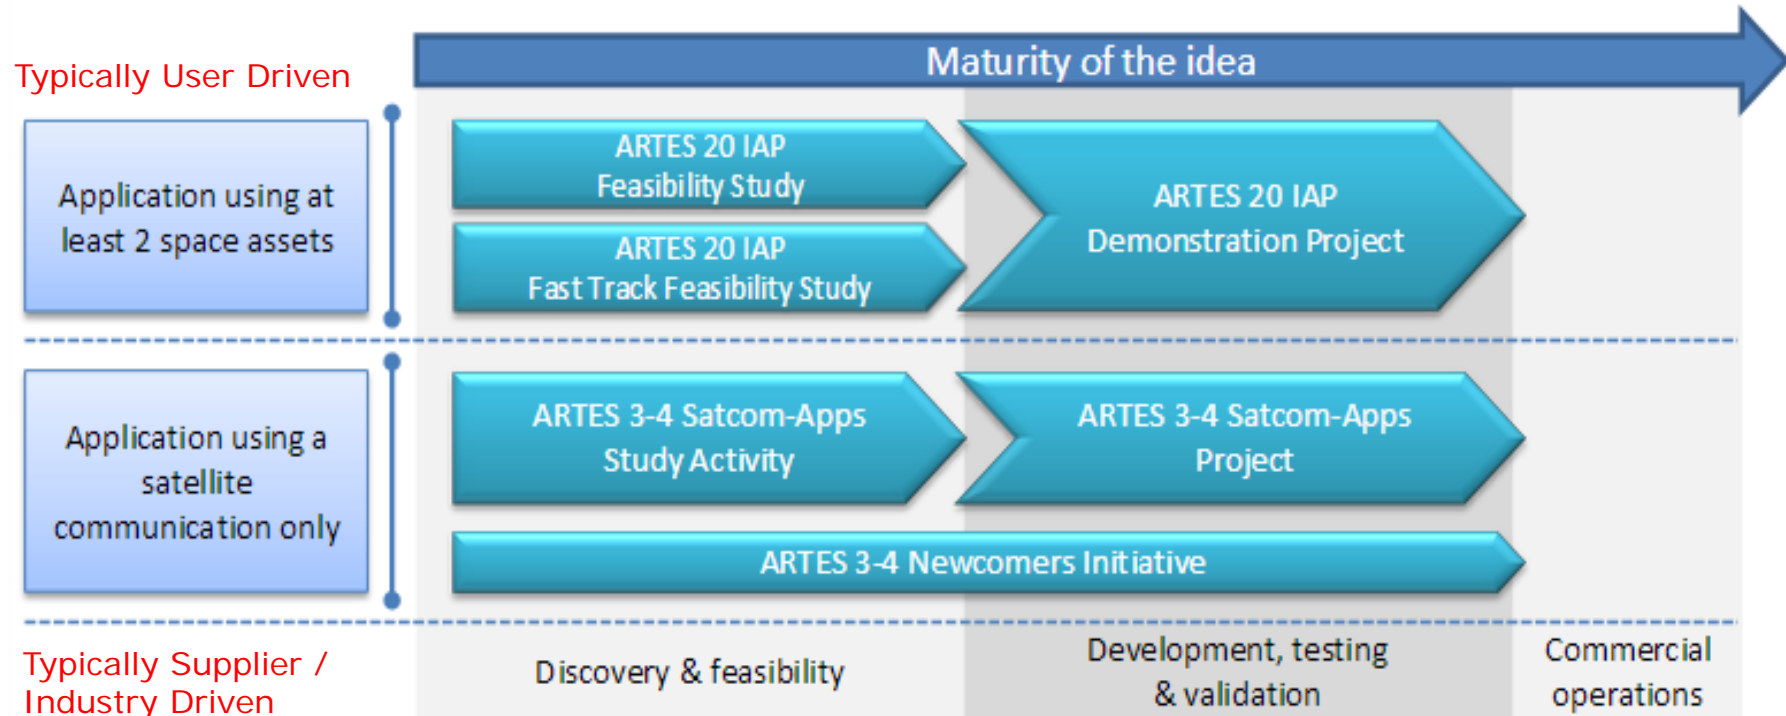 Maturity of the idea
Typically User Driven
Application using at
least 2 space assets
ARTES 20 IAP
Feasibility Study
ARTES 20 IAP
Fast Track Feasibility Study
ARTES 20 IAP
Demonstration Project
Application using a
satellite
communication only
ARTES 3-4 Satcom-Apps
Study Activity
ARTES 3-4 Satcom-Apps
Project
ARTES 3-4 Newcomers Initiative
Typically Supplier /
Industry Driven
Discovery & feasibility
Development, testing
& validation
Commercial
operations